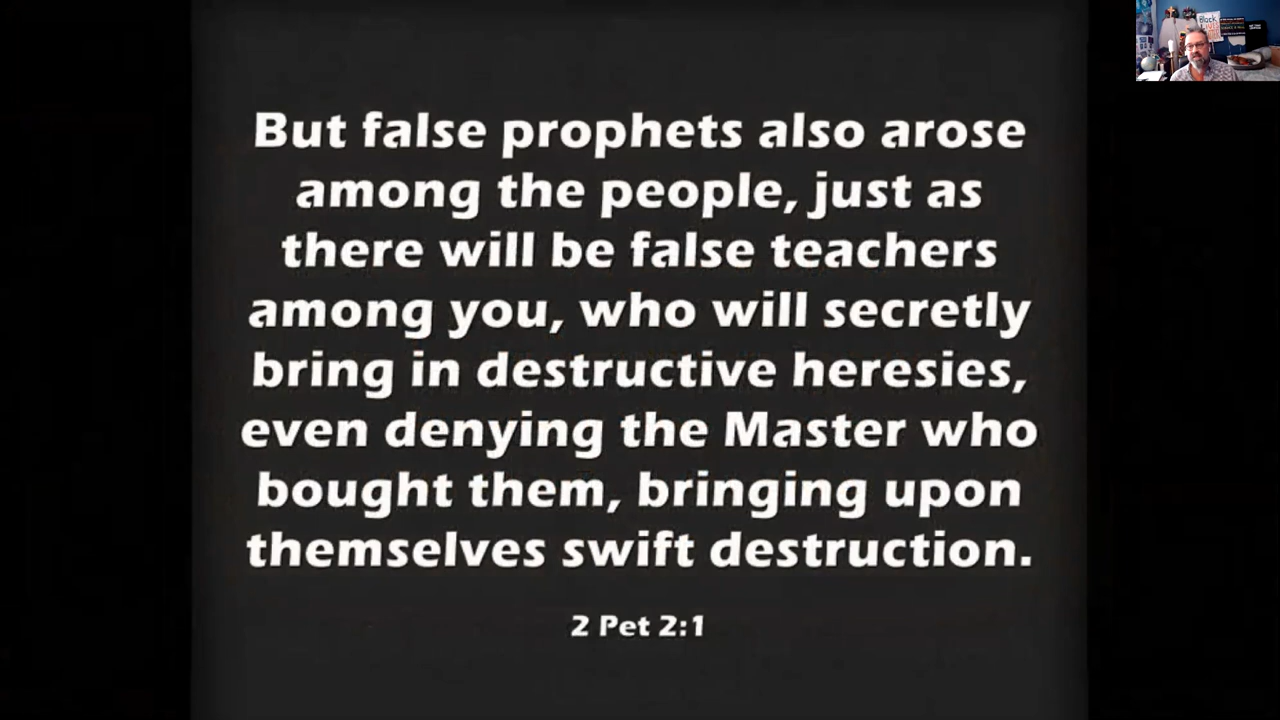 But false prophets also arose
among the people, just as
there will be false teachers
among you, who will secretly
bring in destructive heresies,
even denying the Master who
bought them, bringing upon
themselves swift destruction.
2 Pet 2:1
Black